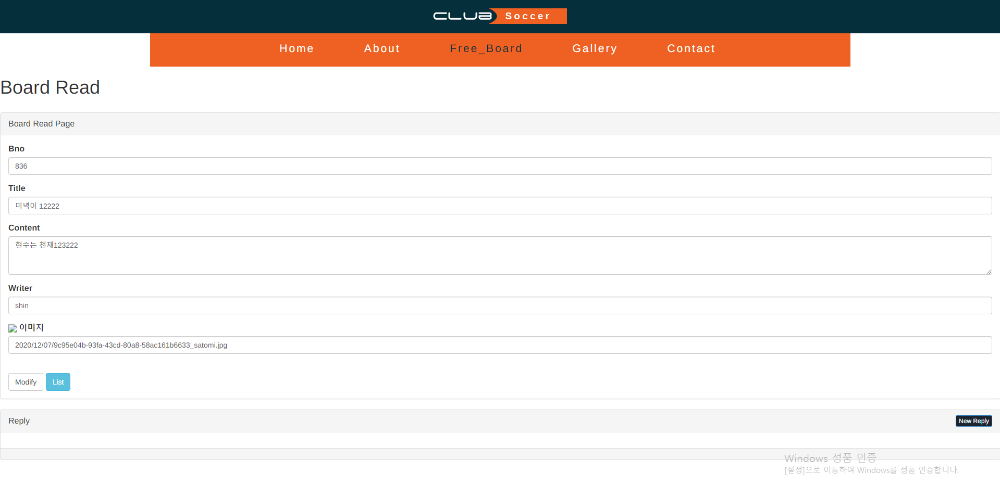 CLUB Soccer
Home About Free_Board Gallery Contact
Board Read
Board Read Page
Bno
836
Title
미녁이 12222
Content
현수는 천재123222
Writer
shin
이미지
2020/12/07/9c95e04b-93fa-43cd-80a8-58ac161b6633_satomi.jpg
Modify List
Reply New Reply
Windows 정품 인증
[설정]으로 이동하여 Windows를 정품 인증합니다.